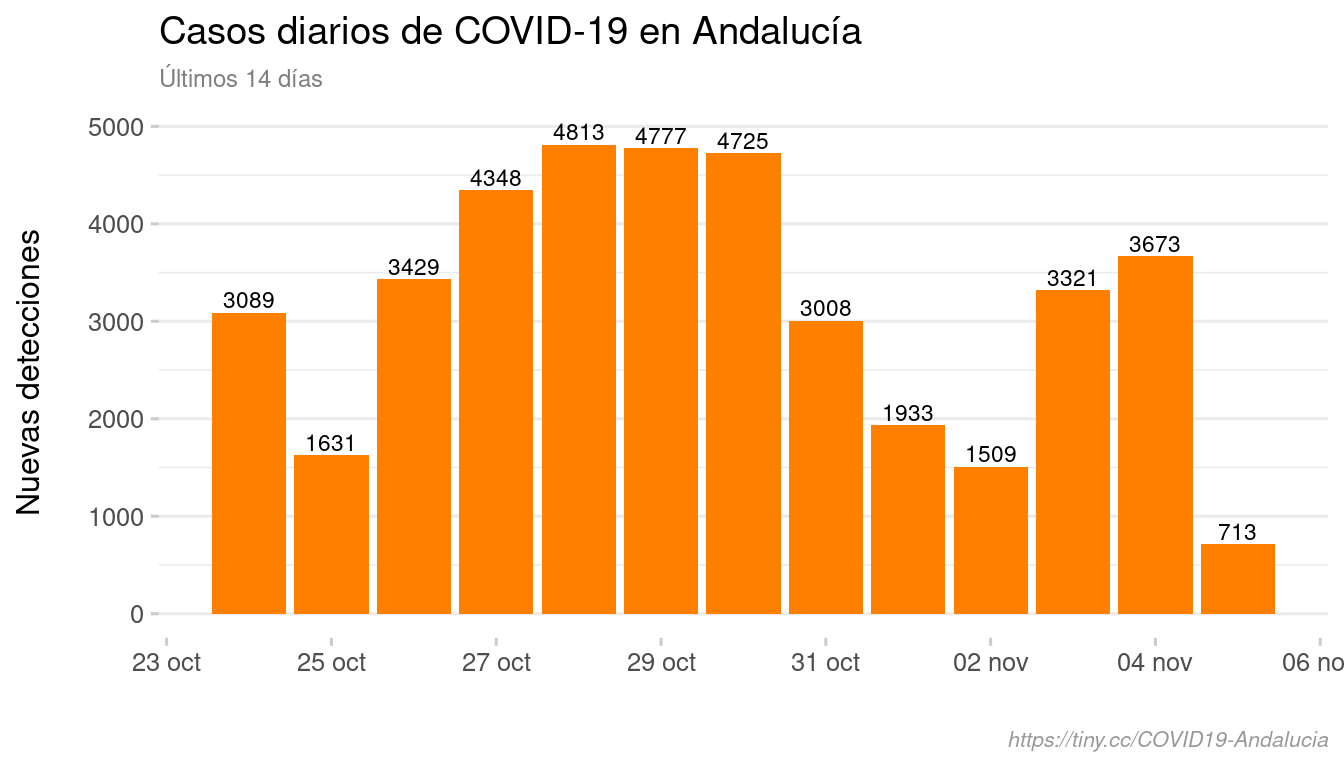 Casos diarios de COVID-19 en Andalucía
Últimos 14 días
Nuevas detecciones
5000
4000
3000
2000
1000
0
3089
1631
3429
4348
4813
4777
4725
3008
1933
1509
3321
3673
713
23 oct
25 oct
27 oct
29 oct
31 oct
02 nov
04 nov
06 no
https://tiny.cc/COVID19-Andalucia